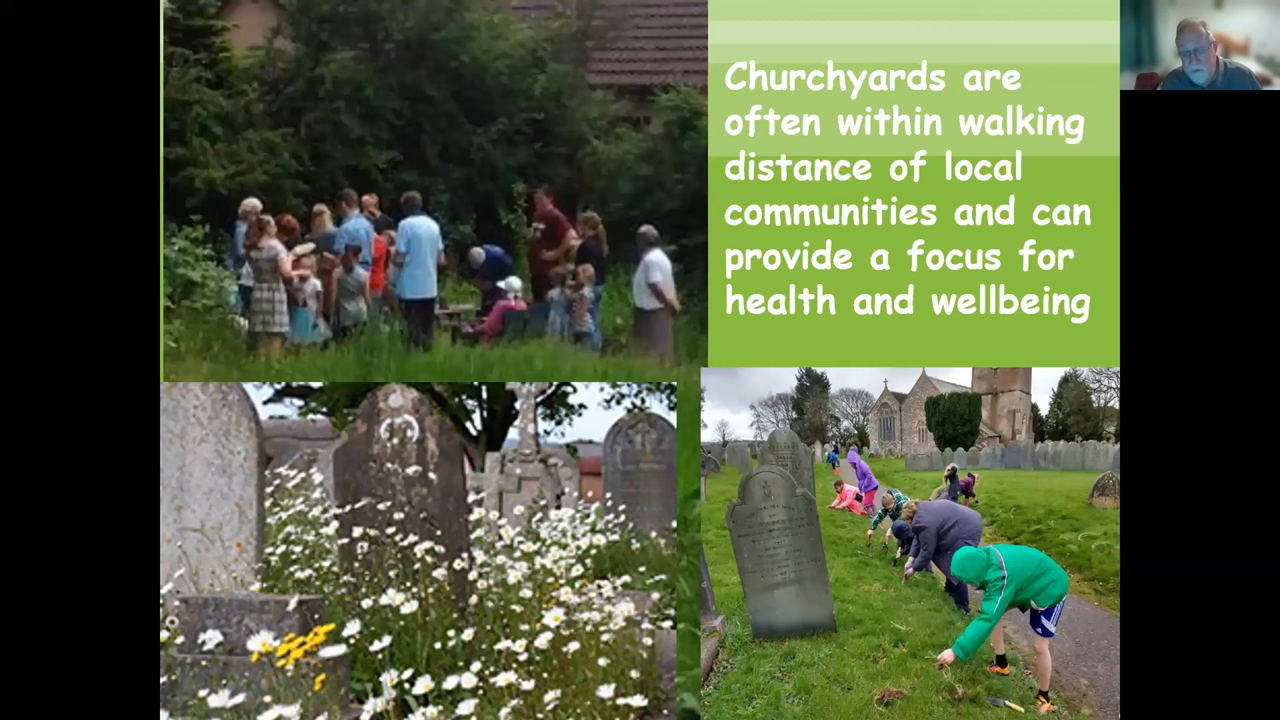 Churchyards are
often within walking
distance of local
communities and can
provide a focus for
health and wellbeing